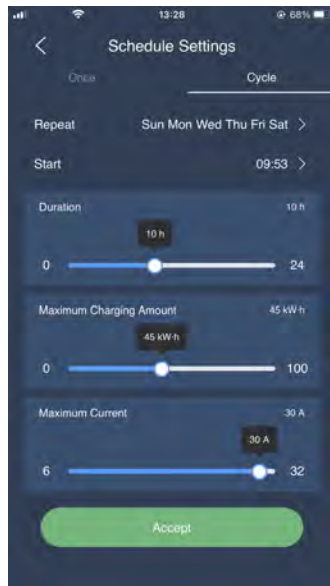 13:28 68%
Schedule Settings
Once Cycle
Repeat Sun Mon Wed Thu Fri Sat >
Start 09:53 >
Duration 10 h
10 h
0 24
Maximum Charging Amount 45 kW·h
45 kW·h
0 100
Maximum Current 30 A
30 A
6 32
Accept